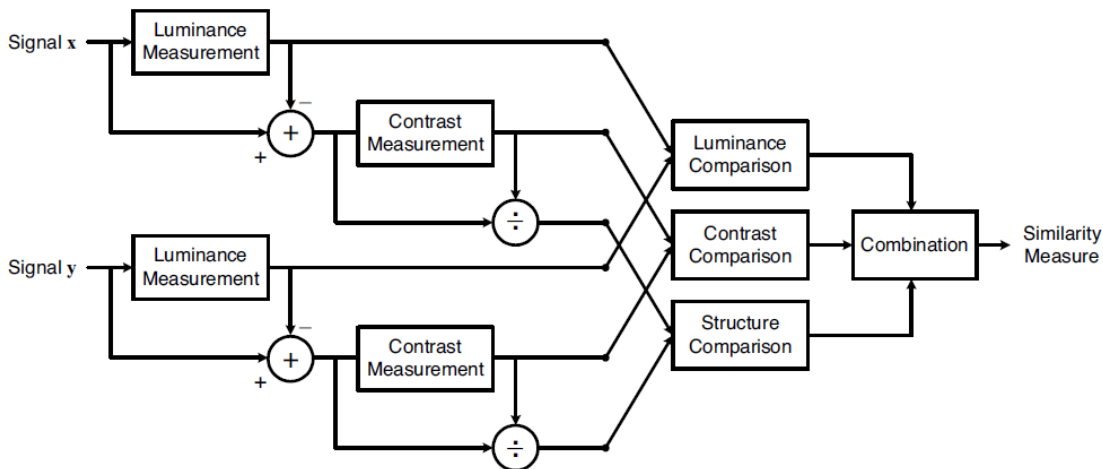 Signal x
Luminance
Measurement
−
+
+
Contrast
Measurement
÷
Signal y
Luminance
Measurement
−
+
+
Contrast
Measurement
÷
Luminance
Comparison
Contrast
Comparison
Structure
Comparison
Combination
Similarity
Measure